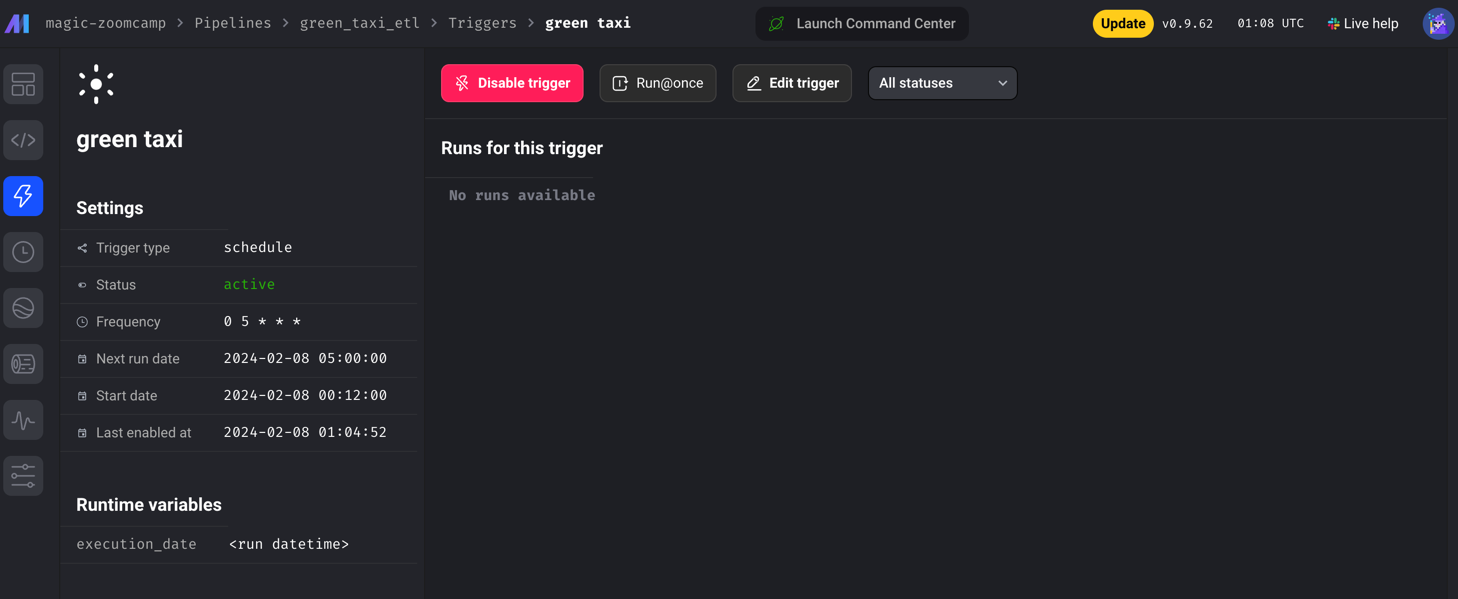 magic-zoomcamp > Pipelines > green_taxi_etl > Triggers > green taxi
Launch Command Center
Update v0.9.62 01:08 UTC Live help
green taxi
Settings
Trigger type schedule
Status active
Frequency 0 5 * * *
Next run date 2024-02-08 05:00:00
Start date 2024-02-08 00:12:00
Last enabled at 2024-02-08 01:04:52
Runtime variables
execution_date <run datetime>
Disable trigger Run@once Edit trigger All statuses
Runs for this trigger
No runs available